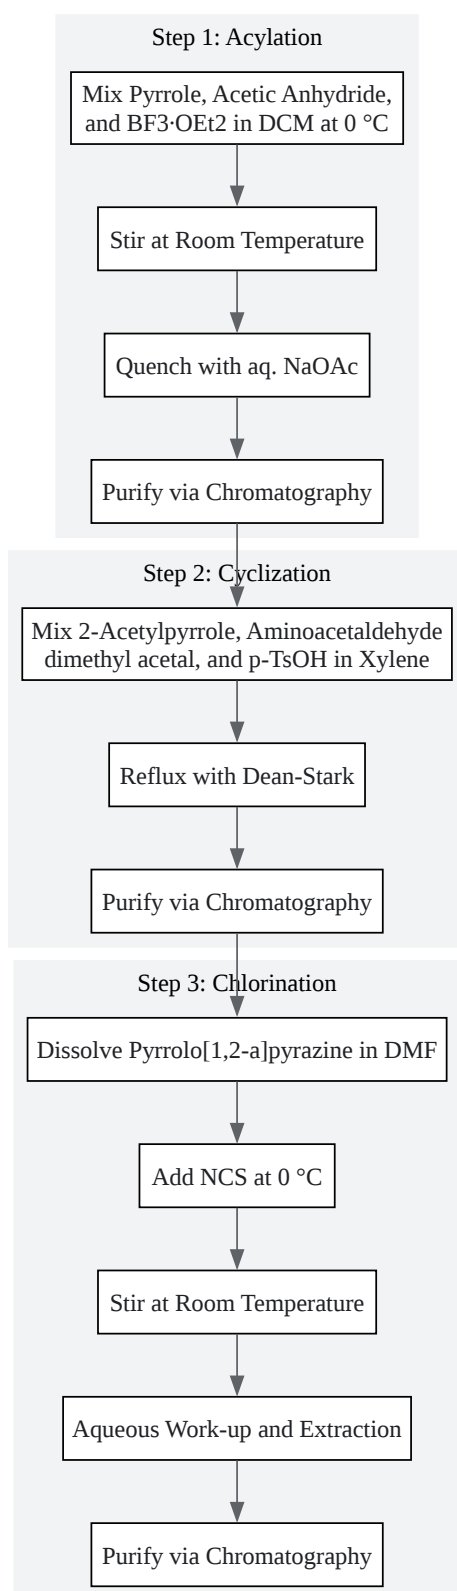 Step 1: Acylation
Mix Pyrrole, Acetic Anhydride,
and BF3·OEt2 in DCM at 0 °C
Stir at Room Temperature
Quench with aq. NaOAc
Purify via Chromatography
Step 2: Cyclization
Mix 2-Acetylpyrrole, Aminoacetaldehyde
dimethyl acetal, and p-TsOH in Xylene
Reflux with Dean-Stark
Purify via Chromatography
Step 3: Chlorination
Dissolve Pyrrolo[1,2-a]pyrazine in DMF
Add NCS at 0 °C
Stir at Room Temperature
Aqueous Work-up and Extraction
Purify via Chromatography